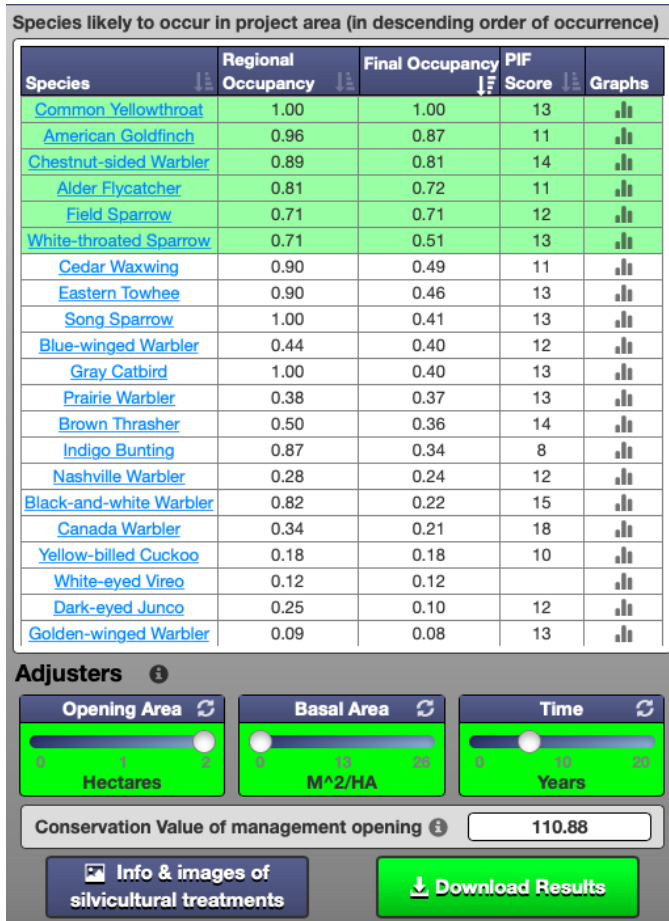 Species likely to occur in project area (in descending order of occurrence)
Species Regional Occupancy Final Occupancy PIF Score Graphs
Common Yellowthroat 1.00 1.00 13
American Goldfinch 0.96 0.87 11
Chestnut-sided Warbler 0.89 0.81 14
Alder Flycatcher 0.81 0.72 11
Field Sparrow 0.71 0.71 12
White-throated Sparrow 0.71 0.51 13
Cedar Waxwing 0.90 0.49 11
Eastern Towhee 0.90 0.46 13
Song Sparrow 1.00 0.41 13
Blue-winged Warbler 0.44 0.40 12
Gray Catbird 1.00 0.40 13
Prairie Warbler 0.38 0.37 13
Brown Thrasher 0.50 0.36 14
Indigo Bunting 0.87 0.34 8
Nashville Warbler 0.28 0.24 12
Black-and-white Warbler 0.82 0.22 15
Canada Warbler 0.34 0.21 18
Yellow-billed Cuckoo 0.18 0.18 10
White-eyed Vireo 0.12 0.12
Dark-eyed Junco 0.25 0.10 12
Golden-winged Warbler 0.09 0.08 13
Adjusters
Opening Area Basal Area Time
0 1 2 0 13 26 0 10 20
Hectares M^2/HA Years
Conservation Value of management opening 110.88
Info & images of
silvicultural treatments
Download Results